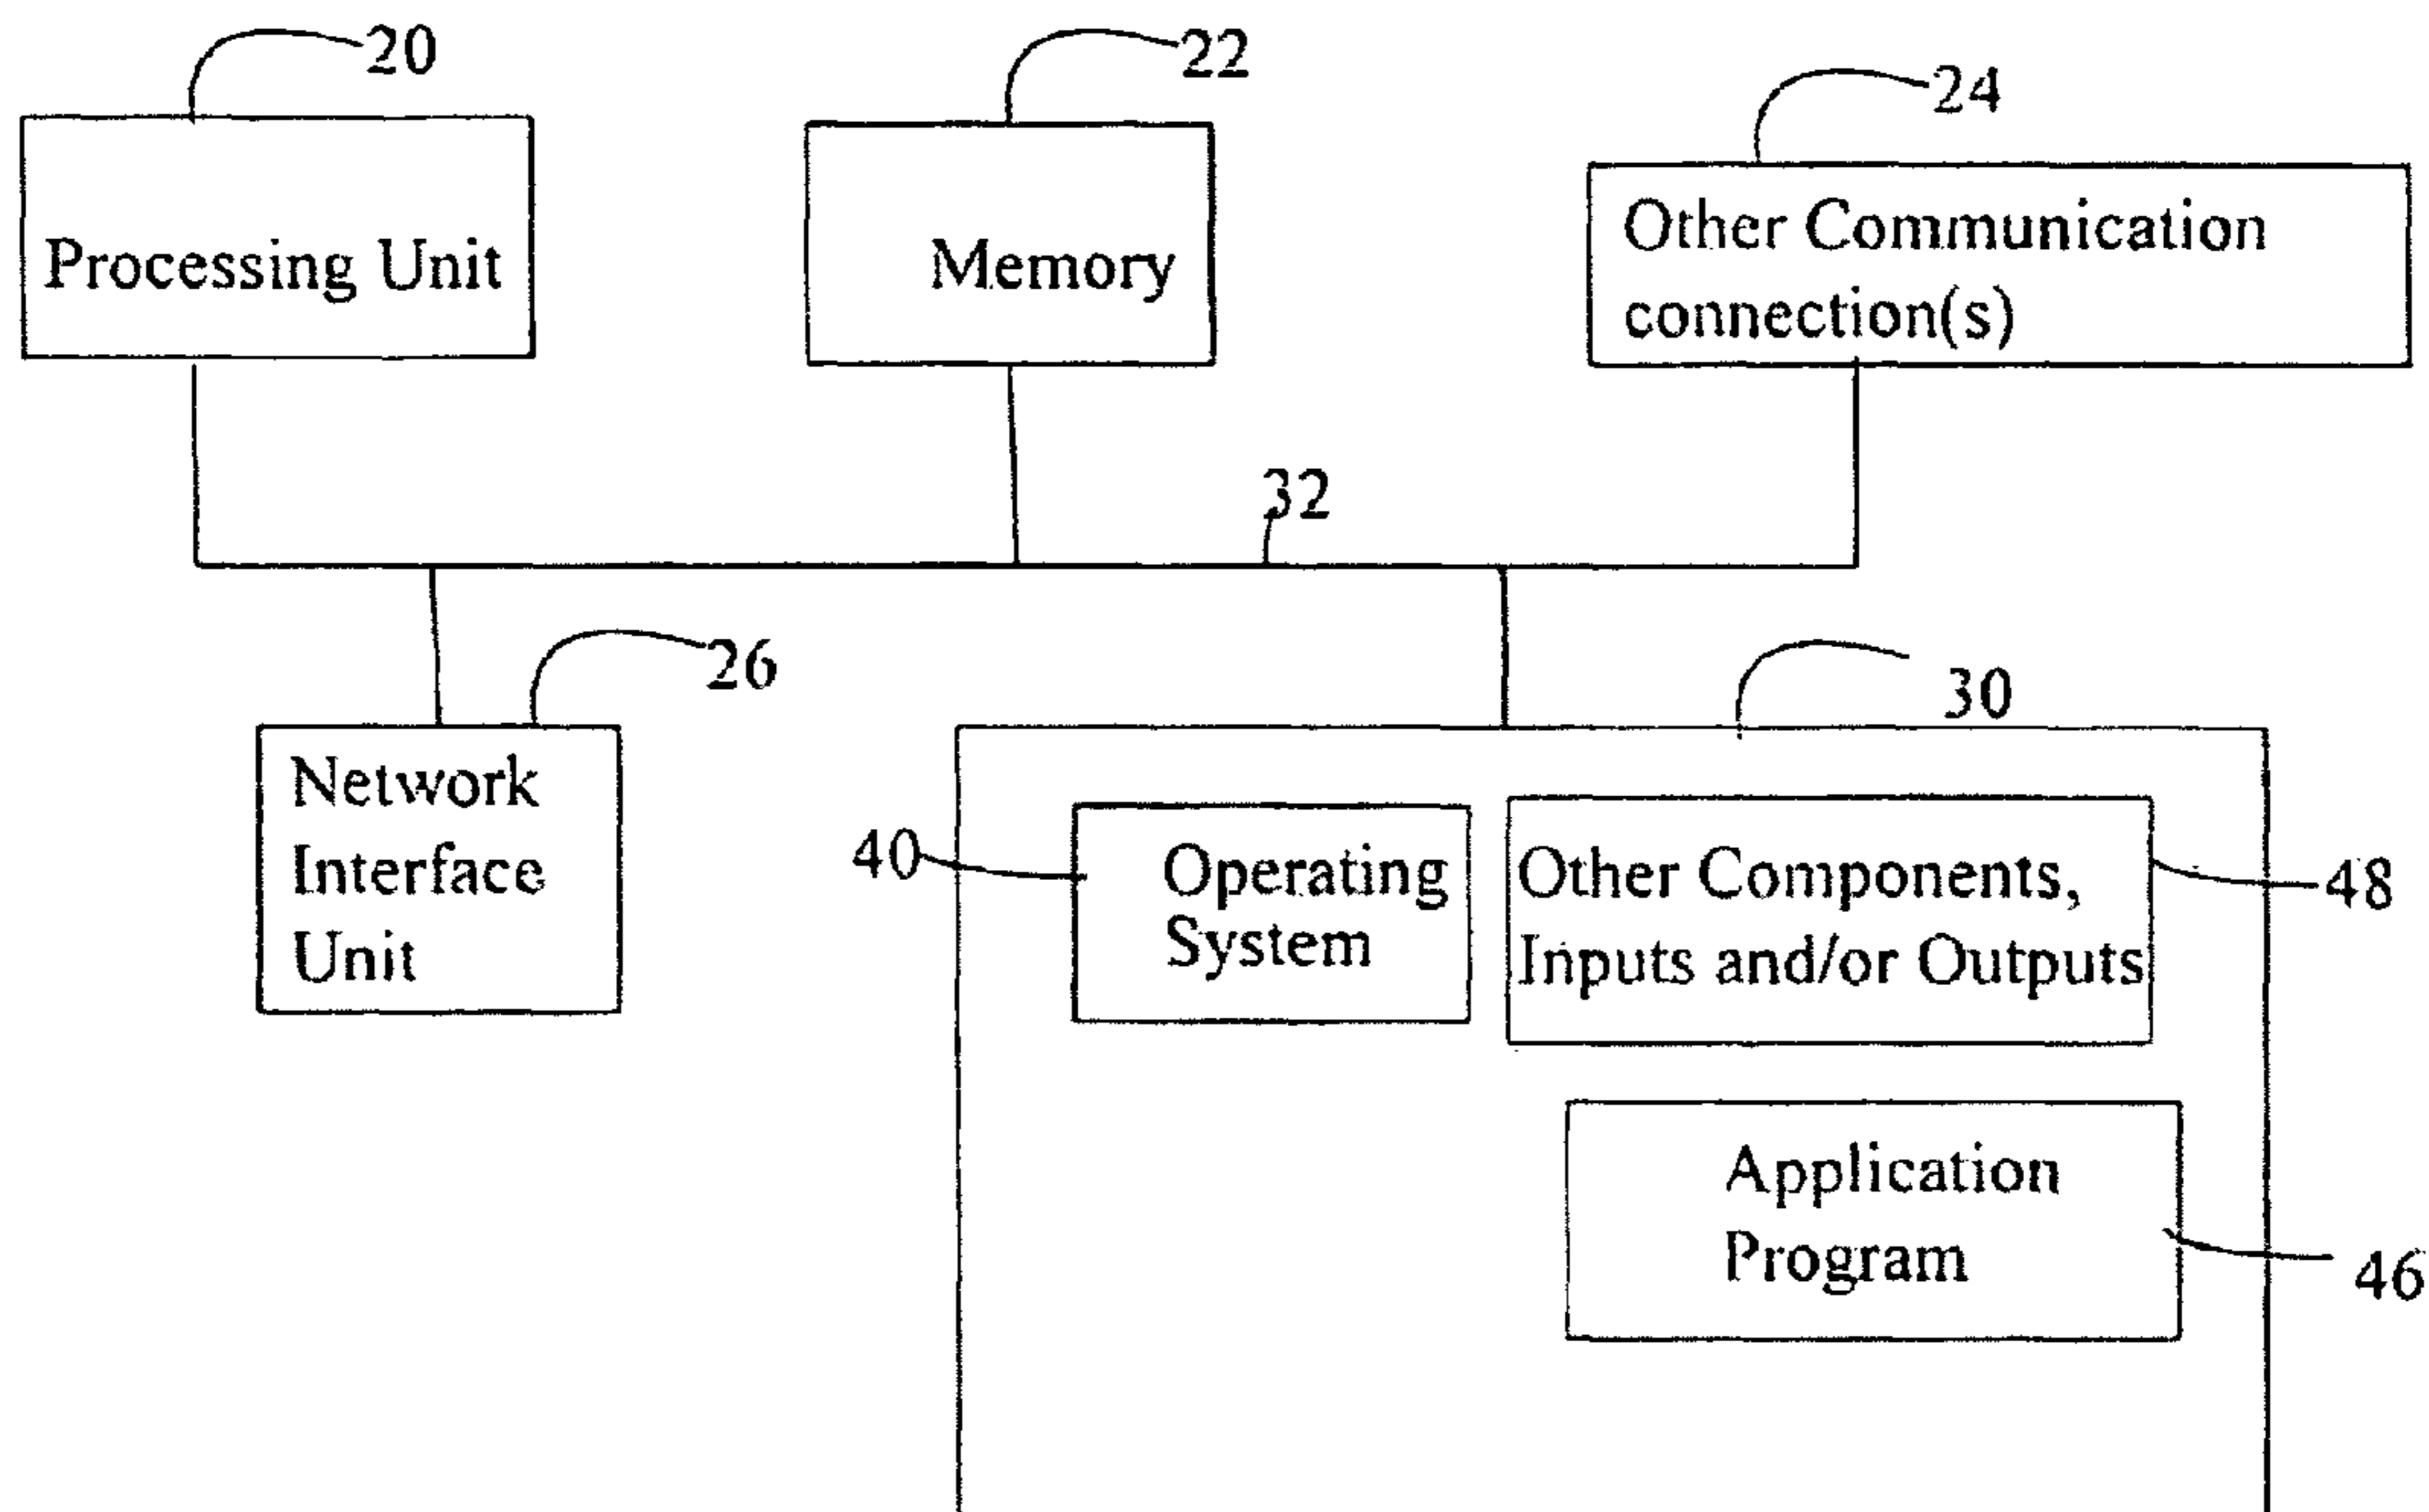 20
22
24
Processing Unit
Memory
Other Communication
connection(s)
32
26
30
Network
Interface
Unit
40
Operating
System
Other Components,
Inputs and/or Outputs
48
Application
Program
46